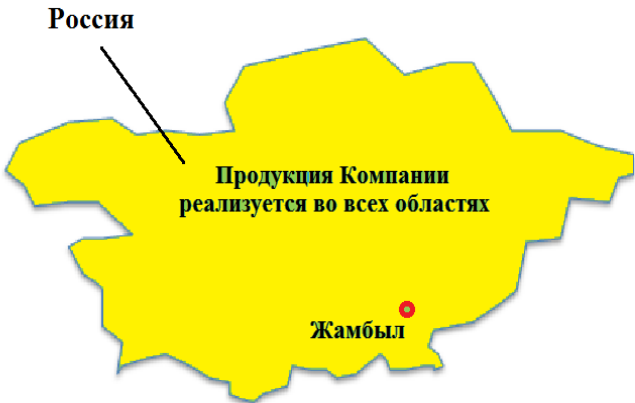 Россия
Продукция Компании
реализуется во всех областях
Жамбыл